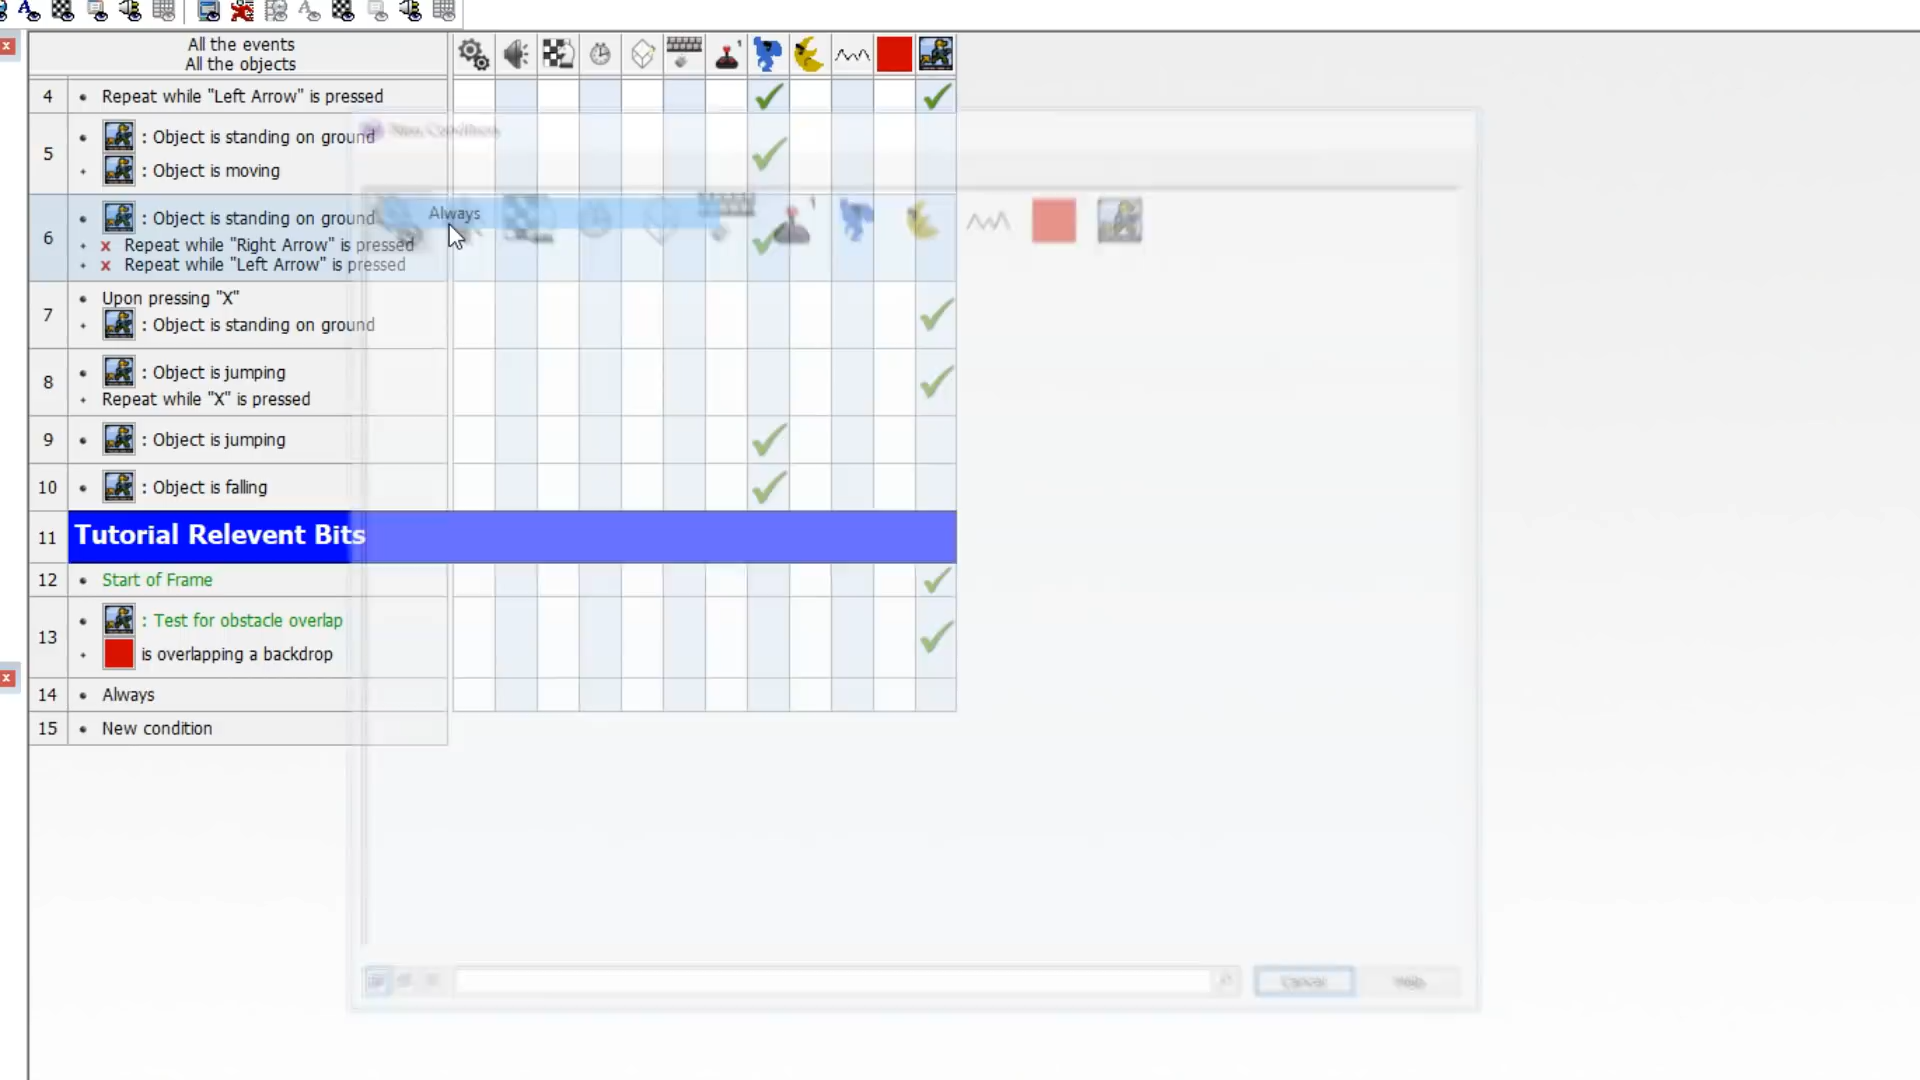 All the events
All the objects
4 Repeat while "Left Arrow" is pressed
5 : Object is standing on ground
: Object is moving
New Condition
Always
6 : Object is standing on ground
x Repeat while "Right Arrow" is pressed
x Repeat while "Left Arrow" is pressed
7 Upon pressing "X"
: Object is standing on ground
8 : Object is jumping
Repeat while "X" is pressed
9 : Object is jumping
10 : Object is falling
11 Tutorial Relevent Bits
12 Start of Frame
13 : Test for obstacle overlap
is overlapping a backdrop
14 Always
15 New condition
Cancel Help